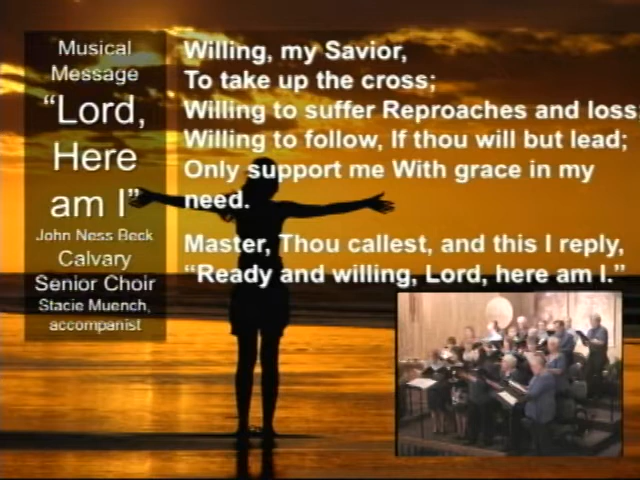 Musical
Message
“Lord,
Here
am I”
John Ness Beck
Calvary
Senior Choir
Stacie Muench,
accompanist
Willing, my Savior,
To take up the cross;
Willing to suffer Reproaches and loss;
Willing to follow, If thou will but lead;
Only support me With grace in my
need.
Master, Thou callest, and this I reply,
“Ready and willing, Lord, here am I.”